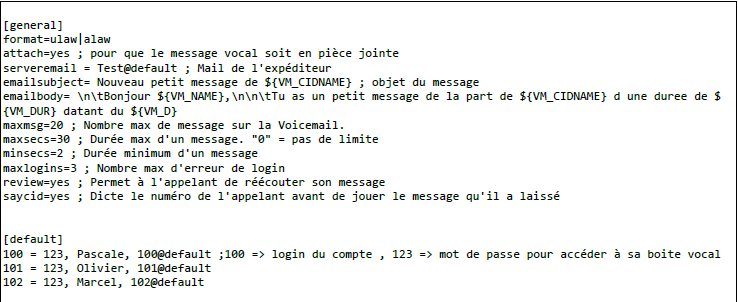 [general]
format=ulaw|alaw
attach=yes ; pour que le message vocal soit en pièce jointe
serveremail = Test@default ; Mail de l'expéditeur
emailsubject= Nouveau petit message de ${VM_CIDNAME} ; objet du message
emailbody= \n\tBonjour ${VM_NAME},\n\n\tTu as un petit message de la part de ${VM_CIDNAME} d une duree de $
{VM_DUR} datant du ${VM_D}
maxmsg=20 ; Nombre max de message sur la Voicemail.
maxsecs=30 ; Durée max d'un message. "0" = pas de limite
minsecs=2 ; Durée minimum d'un message
maxlogins=3 ; Nombre max d'erreur de login
review=yes ; Permet à l'appelant de réécouter son message
saycid=yes ; Dicte le numéro de l'appelant avant de jouer le message qu'il a laissé
[default]
100 = 123, Pascale, 100@default ;100 => login du compte , 123 => mot de passe pour accéder à sa boite vocal
101 = 123, Olivier, 101@default
102 = 123, Marcel, 102@default